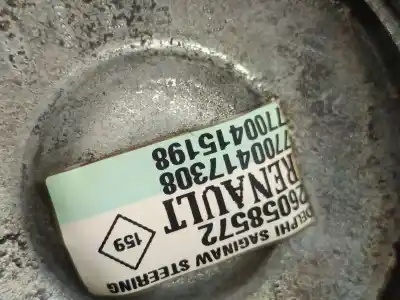 DELPHI SAGINAW STEERING
26058572
RENAULT
7700417308
7700415198
159